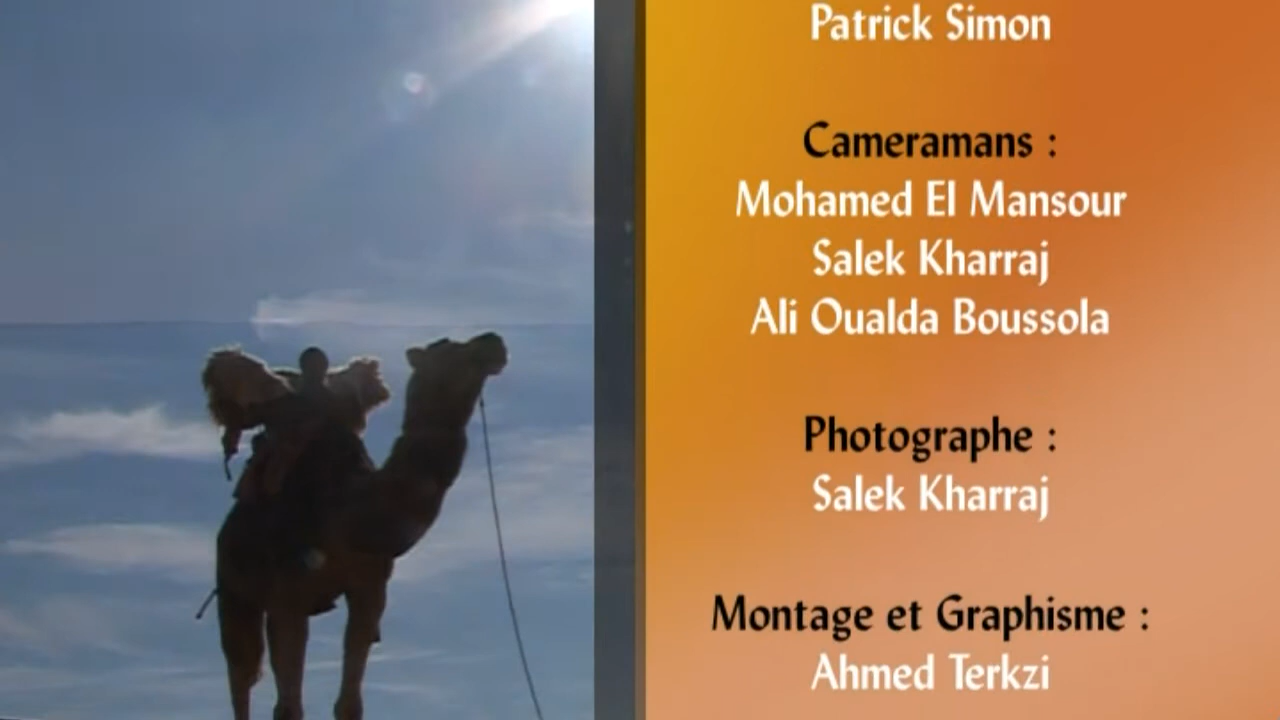 Patrick Simon
Cameramans :
Mohamed El Mansour
Salek Kharraj
Ali Oualda Boussola
Photographe :
Salek Kharraj
Montage et Graphisme :
Ahmed Terkzi